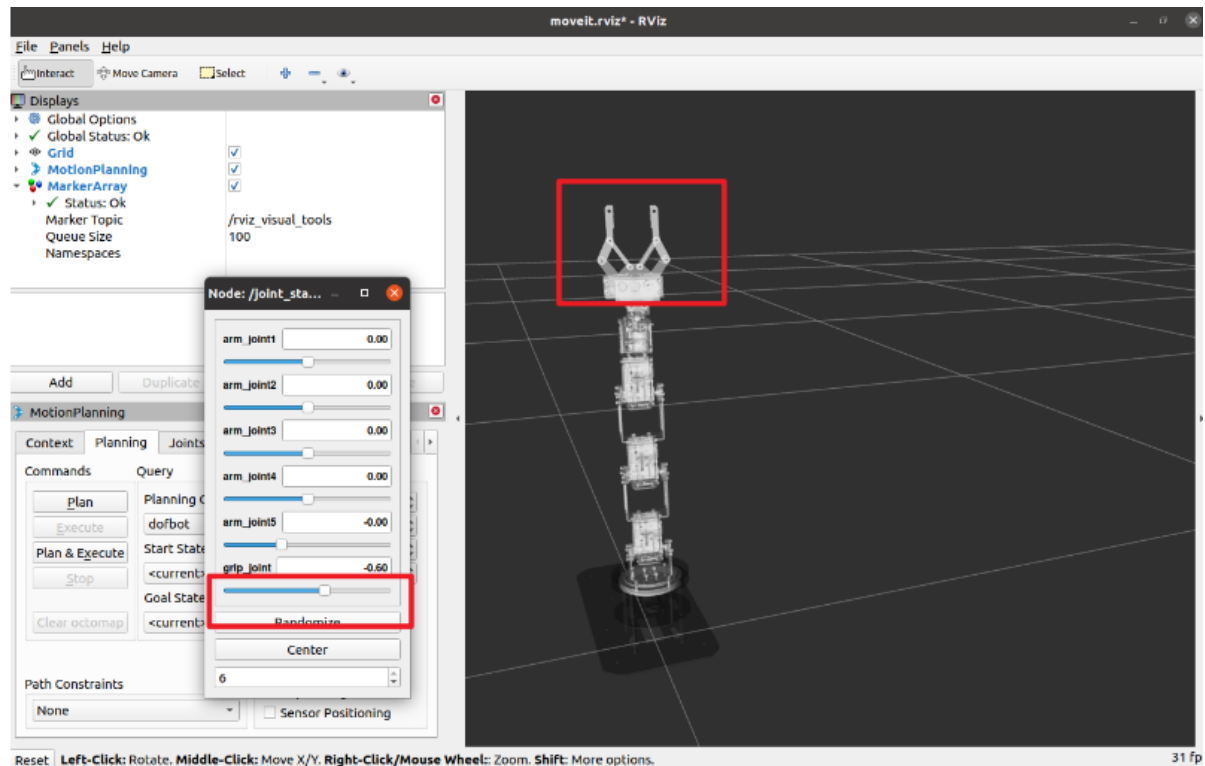 moveit.rviz* - RViz
File Panels Help
Interact Move Camera Select
Displays
Global Options
Global Status: Ok
Grid
MotionPlanning
MarkerArray
Status: Ok
Marker Topic /rviz_visual_tools
Queue Size 100
Namespaces
Node: /joint_sta...
arm_joint1 0.00
arm_joint2 0.00
arm_joint3 0.00
arm_joint4 0.00
arm_joint5 -0.00
grip_joint -0.60
Randomize
Center
6
Add Duplicate
MotionPlanning
Context Planning Joints
Commands Query
Plan Planning
Execute dofbot
Plan & Execute Start State
Stop <current>
Goal State
Clear octomap <current>
Path Constraints
None Sensor Positioning
Reset Left-Click: Rotate. Middle-Click: Move X/Y. Right-Click/Mouse Wheel:: Zoom. Shift: More options. 31 fp